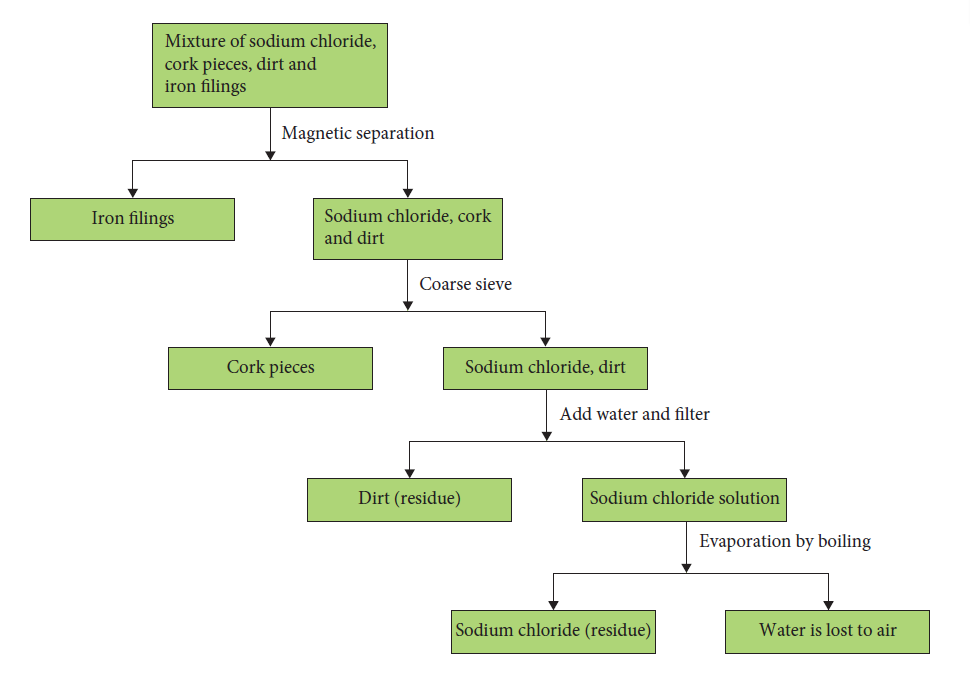 Mixture of sodium chloride,
cork pieces, dirt and
iron filings
Magnetic separation
Iron filings
Sodium chloride, cork
and dirt
Coarse sieve
Cork pieces
Sodium chloride, dirt
Add water and filter
Dirt (residue)
Sodium chloride solution
Evaporation by boiling
Sodium chloride (residue)
Water is lost to air